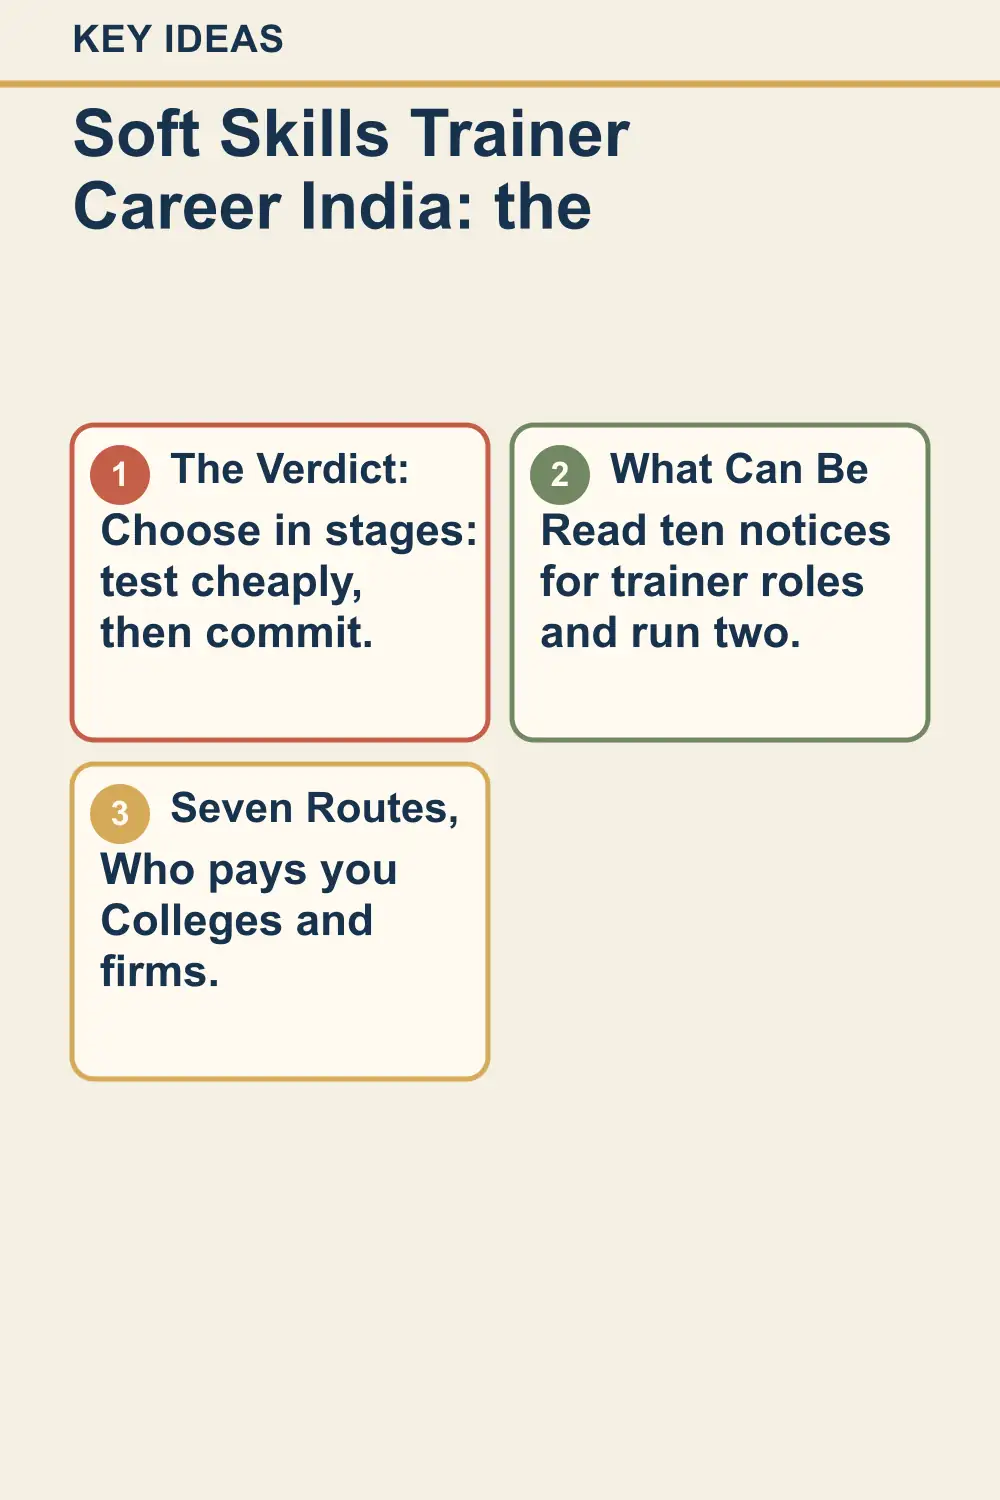 KEY IDEAS
Soft Skills Trainer
Career India: the
1 The Verdict:
Choose in stages:
test cheaply,
then commit.
2 What Can Be
Read ten notices
for trainer roles
and run two.
3 Seven Routes,
Who pays you
Colleges and
firms.